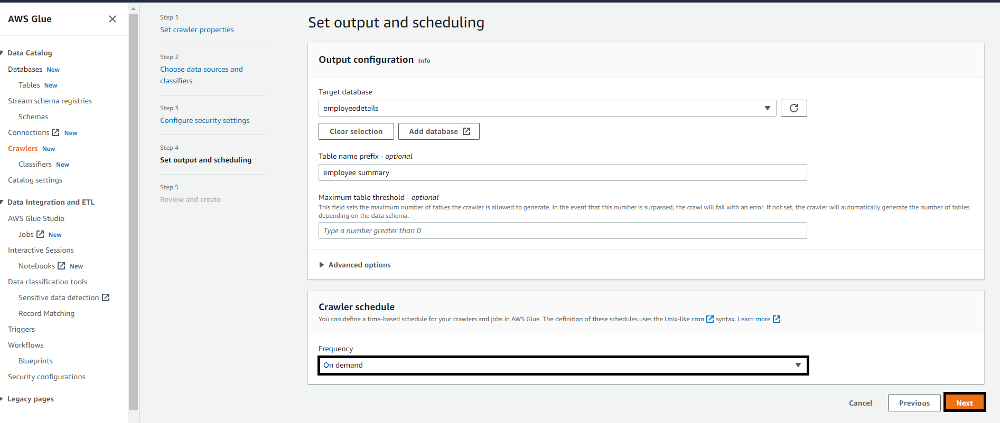 AWS Glue
Data Catalog
Databases New
Tables New
Stream schema registries
Schemas
Connections New
Crawlers New
Classifiers New
Catalog settings
Data Integration and ETL
AWS Glue Studio
Jobs New
Interactive Sessions
Notebooks New
Data classification tools
Sensitive data detection
Record Matching
Triggers
Workflows
Blueprints
Security configurations
Legacy pages
Step 1
Set crawler properties
Step 2
Choose data sources and
classifiers
Step 3
Configure security settings
Step 4
Set output and scheduling
Step 5
Review and create
Set output and scheduling
Output configuration Info
Target database
employeedetails
Clear selection
Add database
Table name prefix - optional
employee summary
Maximum table threshold - optional
This field sets the maximum number of tables the crawler is allowed to generate. In the event that this number is surpassed, the crawl will fail with an error. If not set, the crawler will automatically generate the number of tables
depending on the data schema.
Type a number greater than 0
Advanced options
Crawler schedule
You can define a time-based schedule for your crawlers and jobs in AWS Glue. The definition of these schedules uses the Unix-like cron syntax. Learn more.
Frequency
On demand
Cancel
Previous
Next